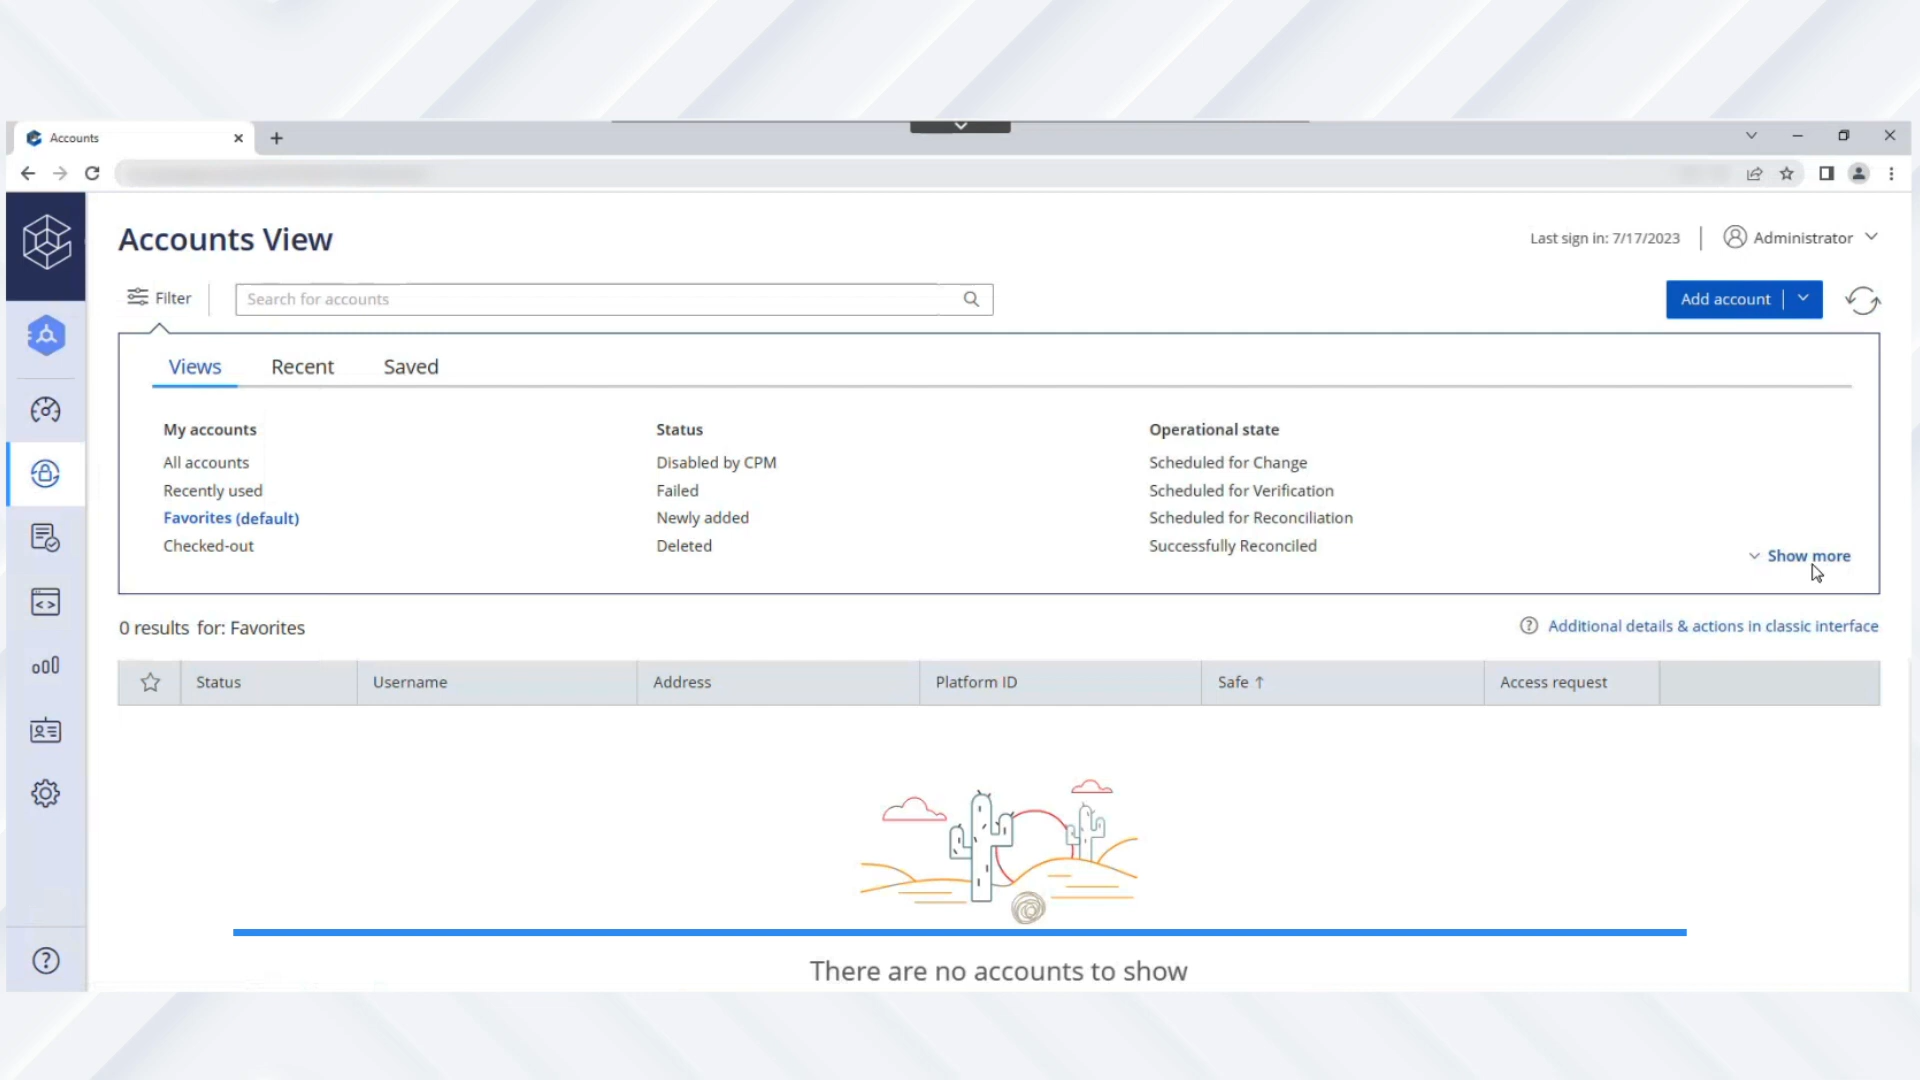 Accounts
Accounts View
Last sign in: 7/17/2023
Administrator
Filter
Search for accounts
Add account
Views Recent Saved
My accounts Status Operational state
All accounts Disabled by CPM Scheduled for Change
Recently used Failed Scheduled for Verification
Favorites (default) Newly added Scheduled for Reconciliation
Checked-out Deleted Successfully Reconciled
Show more
0 results for: Favorites
Additional details & actions in classic interface
Status Username Address Platform ID Safe ↑ Access request
There are no accounts to show